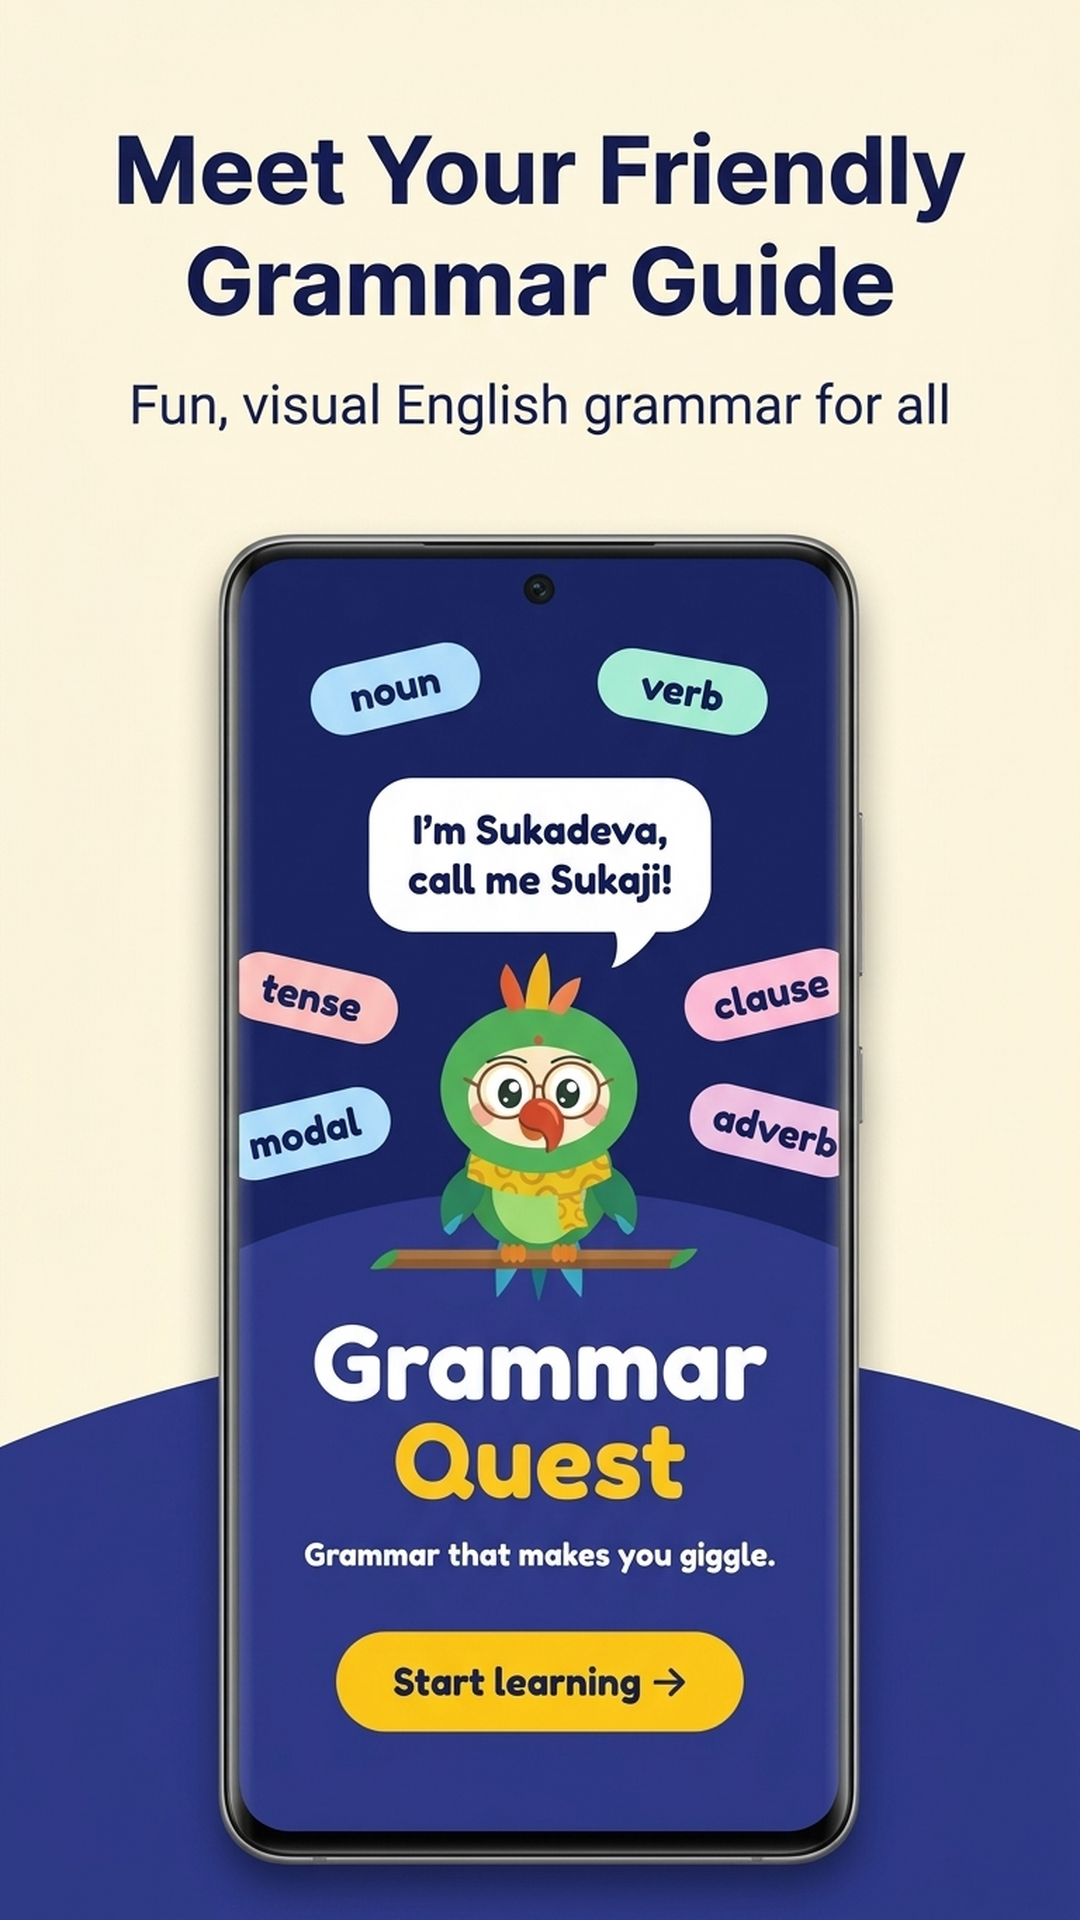 Meet Your Friendly
Grammar Guide
Fun, visual English grammar for all
noun
verb
I’m Sukadeva,
call me Sukaji!
tense
clause
modal
adverb
Grammar
Quest
Grammar that makes you giggle.
Start learning →